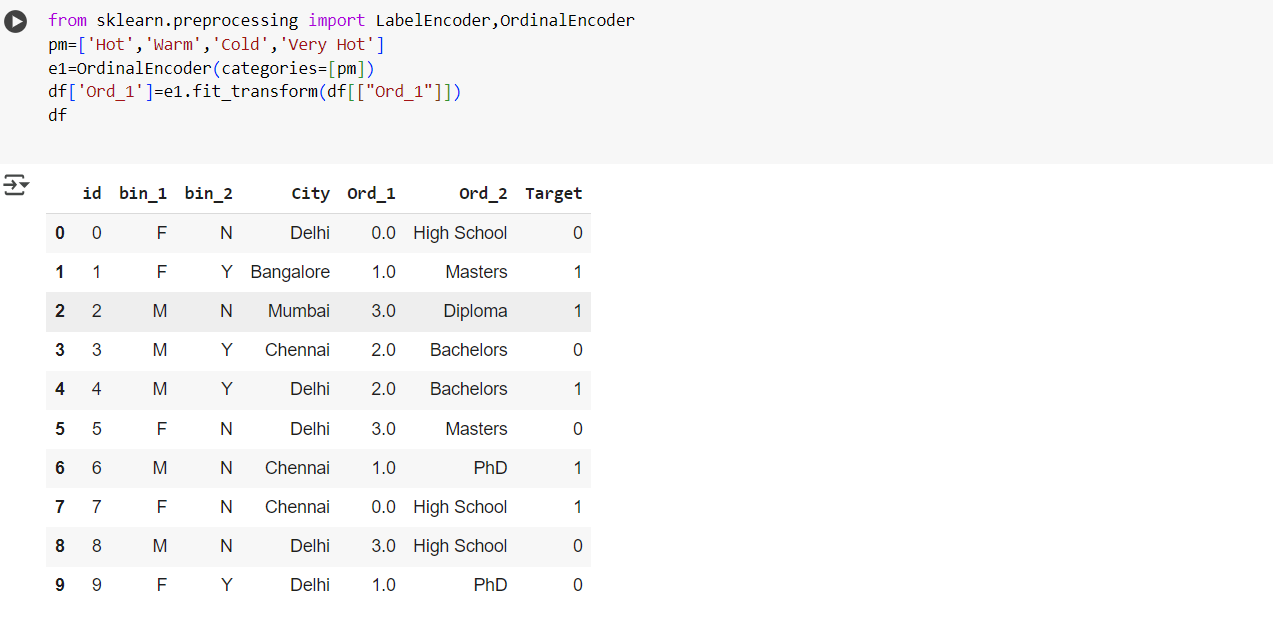 from sklearn.preprocessing import LabelEncoder,OrdinalEncoder
pm=['Hot','Warm','Cold','Very Hot']
e1=OrdinalEncoder(categories=[pm])
df['Ord_1']=e1.fit_transform(df[["Ord_1"]])
df
id bin_1 bin_2 City Ord_1 Ord_2 Target
0 0 F N Delhi 0.0 High School 0
1 1 F Y Bangalore 1.0 Masters 1
2 2 M N Mumbai 3.0 Diploma 1
3 3 M Y Chennai 2.0 Bachelors 0
4 4 M Y Delhi 2.0 Bachelors 1
5 5 F N Delhi 3.0 Masters 0
6 6 M N Chennai 1.0 PhD 1
7 7 F N Chennai 0.0 High School 1
8 8 M N Delhi 3.0 High School 0
9 9 F Y Delhi 1.0 PhD 0